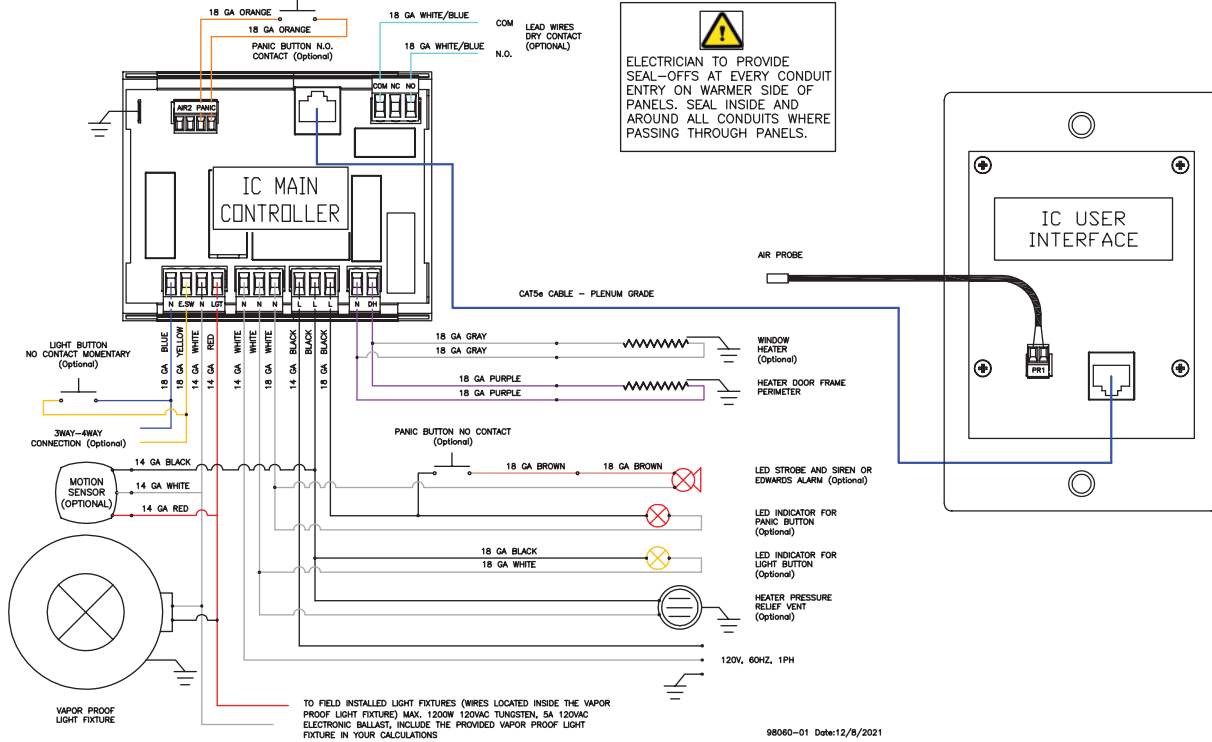 18 GA ORANGE
18 GA ORANGE
PANIC BUTTON N.O.
CONTACT (Optional)
18 GA WHITE/BLUE
COM
18 GA WHITE/BLUE
N.O.
LEAD WIRES
DRY CONTACT
(OPTIONAL)
ELECTRICIAN TO PROVIDE
SEAL-OFFS AT EVERY CONDUIT
ENTRY ON WARMER SIDE OF
PANELS. SEAL INSIDE AND
AROUND ALL CONDUITS WHERE
PASSING THROUGH PANELS.
AIR2 PANIC
COM NC NO
IC MAIN
CONTROLLER
N E.SW N LGT
N N N
L L L
N DH
IC USER
INTERFACE
AIR PROBE
PR1
CAT5e CABLE - PLENUM GRADE
18 GA BLUE
18 GA YELLOW
14 GA WHITE
14 GA RED
14 GA WHITE
18 GA WHITE
18 GA WHITE
14 GA BLACK
18 GA BLACK
18 GA BLACK
LIGHT BUTTON
NO CONTACT MOMENTARY
(Optional)
3WAY-4WAY
CONNECTION (Optional)
18 GA GRAY
18 GA GRAY
WINDOW
HEATER
(Optional)
18 GA PURPLE
18 GA PURPLE
HEATER DOOR FRAME
PERIMETER
PANIC BUTTON NO CONTACT
(Optional)
18 GA BROWN
18 GA BROWN
LED STROBE AND SIREN OR
EDWARDS ALARM (Optional)
14 GA BLACK
14 GA WHITE
14 GA RED
MOTION
SENSOR
(OPTIONAL)
LED INDICATOR FOR
PANIC BUTTON
(Optional)
18 GA BLACK
18 GA WHITE
LED INDICATOR FOR
LIGHT BUTTON
(Optional)
HEATER PRESSURE
RELIEF VENT
(Optional)
120V, 60HZ, 1PH
VAPOR PROOF
LIGHT FIXTURE
TO FIELD INSTALLED LIGHT FIXTURES (WIRES LOCATED INSIDE THE VAPOR
PROOF LIGHT FIXTURE) MAX. 1200W 120VAC TUNGSTEN, 5A 120VAC
ELECTRONIC BALLAST, INCLUDE THE PROVIDED VAPOR PROOF LIGHT
FIXTURE IN YOUR CALCULATIONS
98060-01 Date:12/8/2021